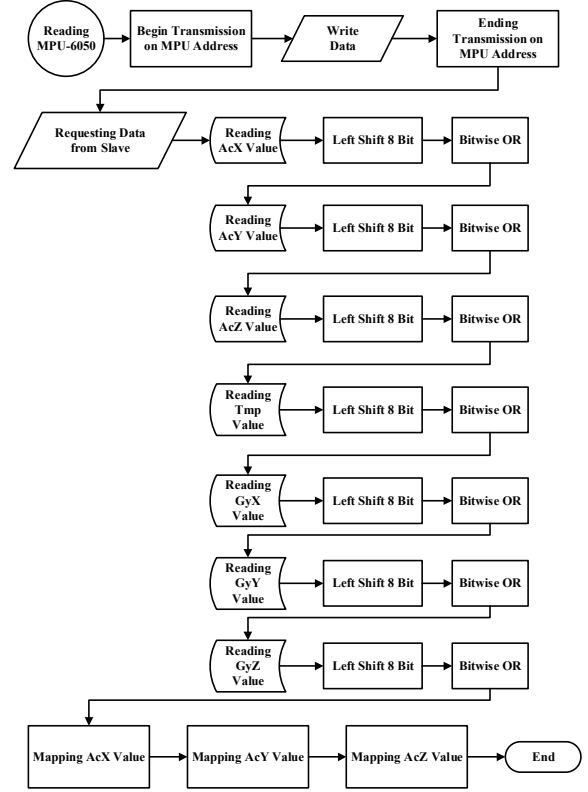 Reading
MPU-6050
Begin Transmission
on MPU Address
Write
Data
Ending
Transmission on
MPU Address
Requesting Data
from Slave
Reading
AcX Value
Left Shift 8 Bit
Bitwise OR
Reading
AcY Value
Left Shift 8 Bit
Bitwise OR
Reading
AcZ Value
Left Shift 8 Bit
Bitwise OR
Reading
Tmp
Value
Left Shift 8 Bit
Bitwise OR
Reading
GyX
Value
Left Shift 8 Bit
Bitwise OR
Reading
GyY
Value
Left Shift 8 Bit
Bitwise OR
Reading
GyZ
Value
Left Shift 8 Bit
Bitwise OR
Mapping AcX Value
Mapping AcY Value
Mapping AcZ Value
End